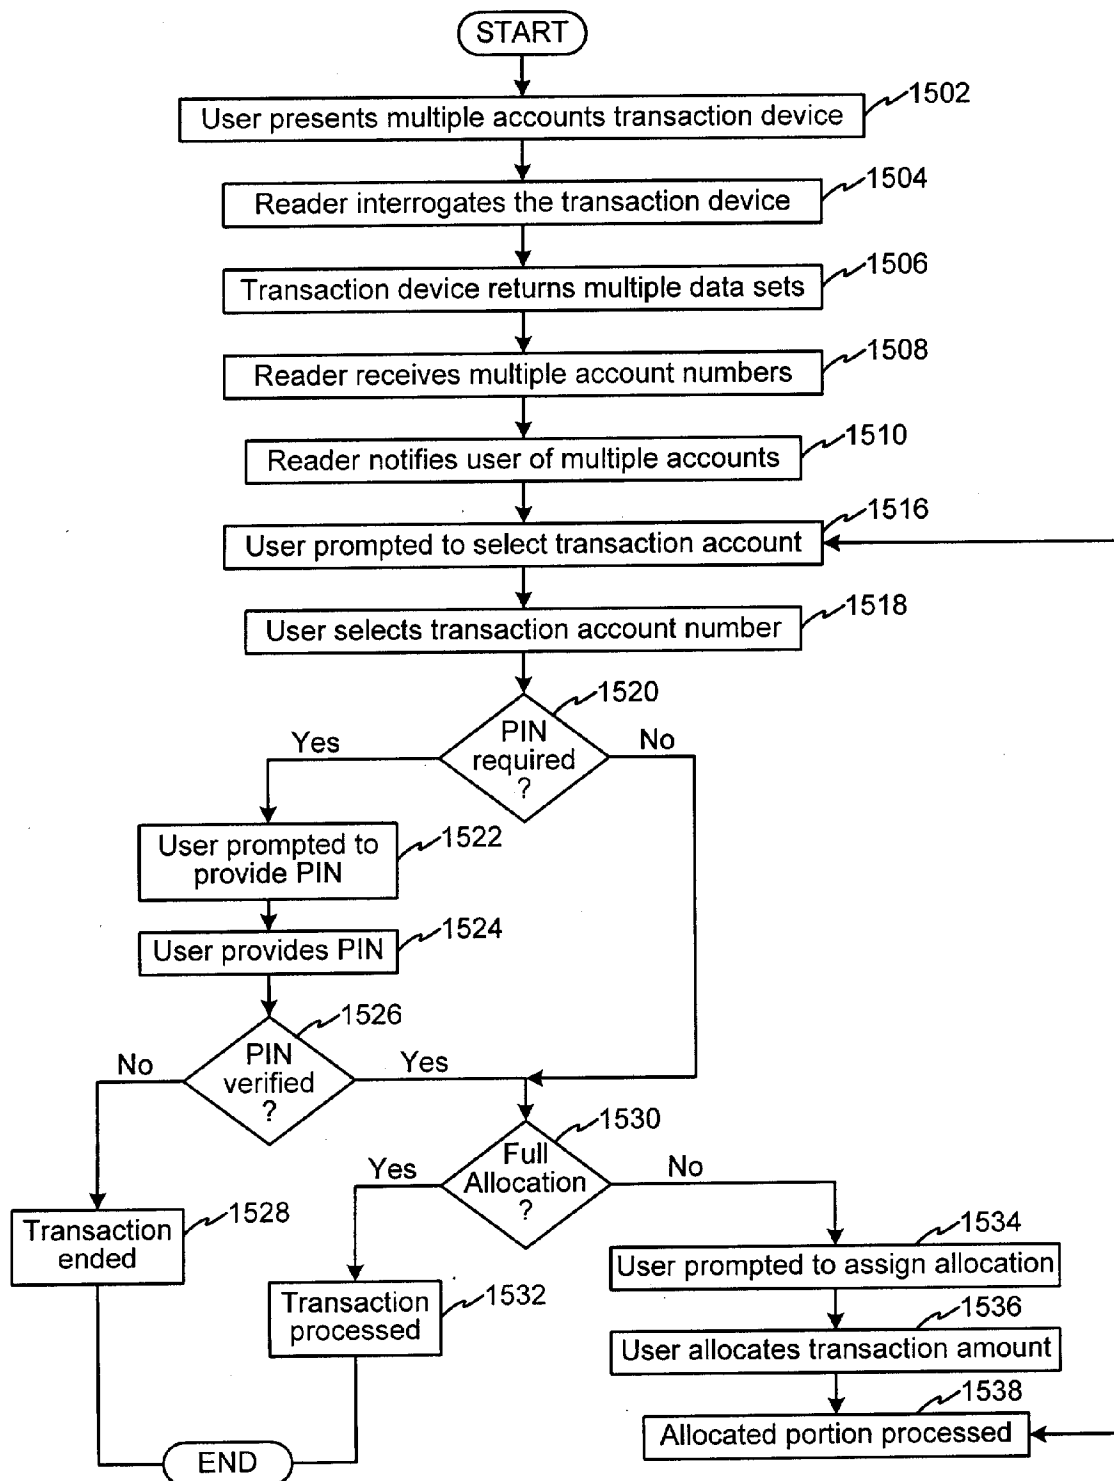 START
User presents multiple accounts transaction device
1502
Reader interrogates the transaction device
1504
Transaction device returns multiple data sets
1506
Reader receives multiple account numbers
1508
Reader notifies user of multiple accounts
1510
User prompted to select transaction account
1516
User selects transaction account number
1518
PIN
required
?
1520
Yes
No
User prompted to
provide PIN
1522
User provides PIN
1524
PIN
verified
?
1526
No
Yes
Full
Allocation
?
1530
Yes
No
Transaction
ended
1528
Transaction
processed
1532
User prompted to assign allocation
1534
User allocates transaction amount
1536
Allocated portion processed
1538
END